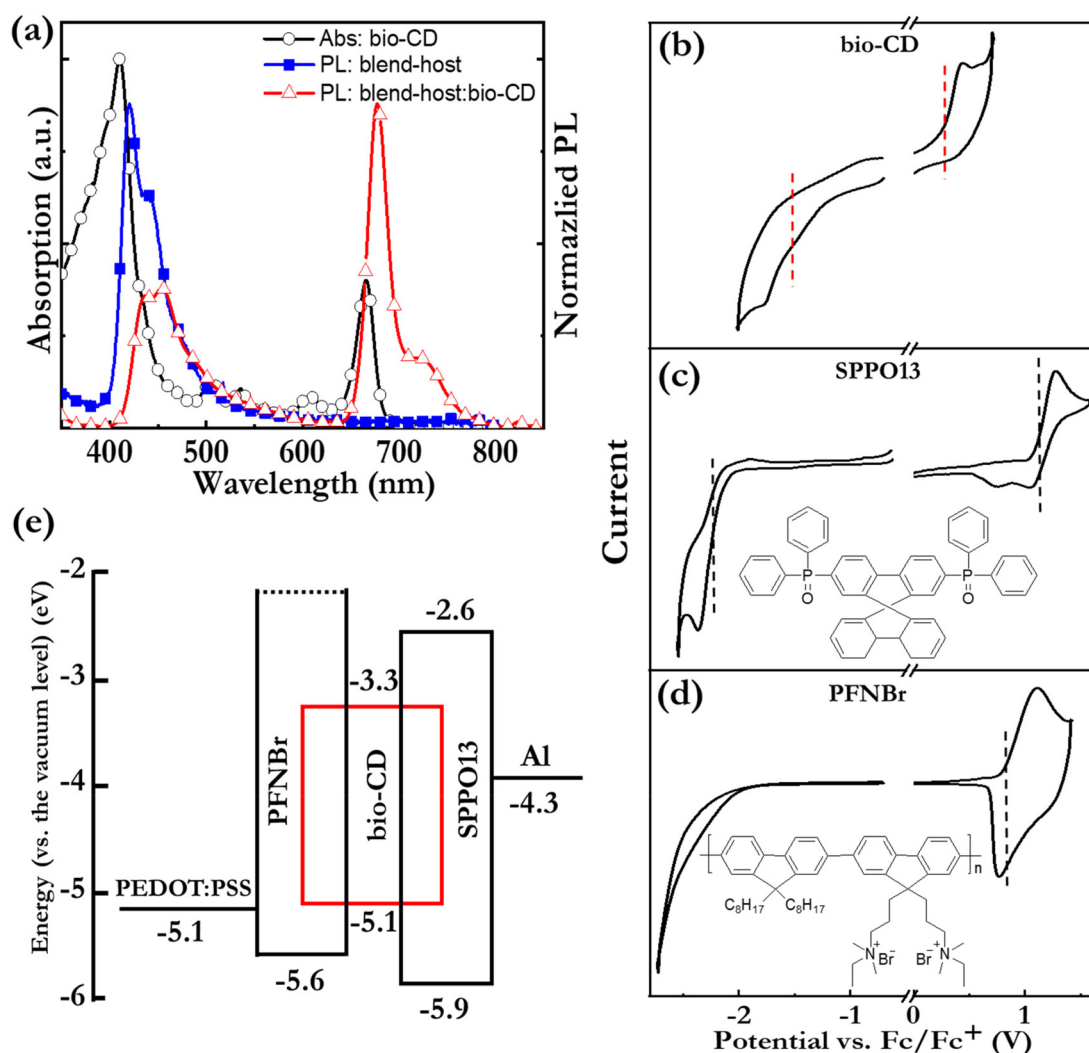 (a)
Abs: bio-CD
PL: blend-host
PL: blend-host:bio-CD
Absorption (a.u.)
Normazlied PL
400 500 600 700 800
Wavelength (nm)
(b)
bio-CD
(c)
SPPO13
P
O
P
O
(d)
PFNBr
n
C8H17 C8H17
N+ Br−
Br− N+
Current
-2 -1 0 1
Potential vs. Fc/Fc+ (V)
(e)
Energy (vs. the vacuum level) (eV)
-2
-3
-4
-5
-6
PEDOT:PSS
-5.1
PFNBr
-5.6
-3.3
bio-CD
-5.1
-2.6
SPPO13
-5.9
Al
-4.3